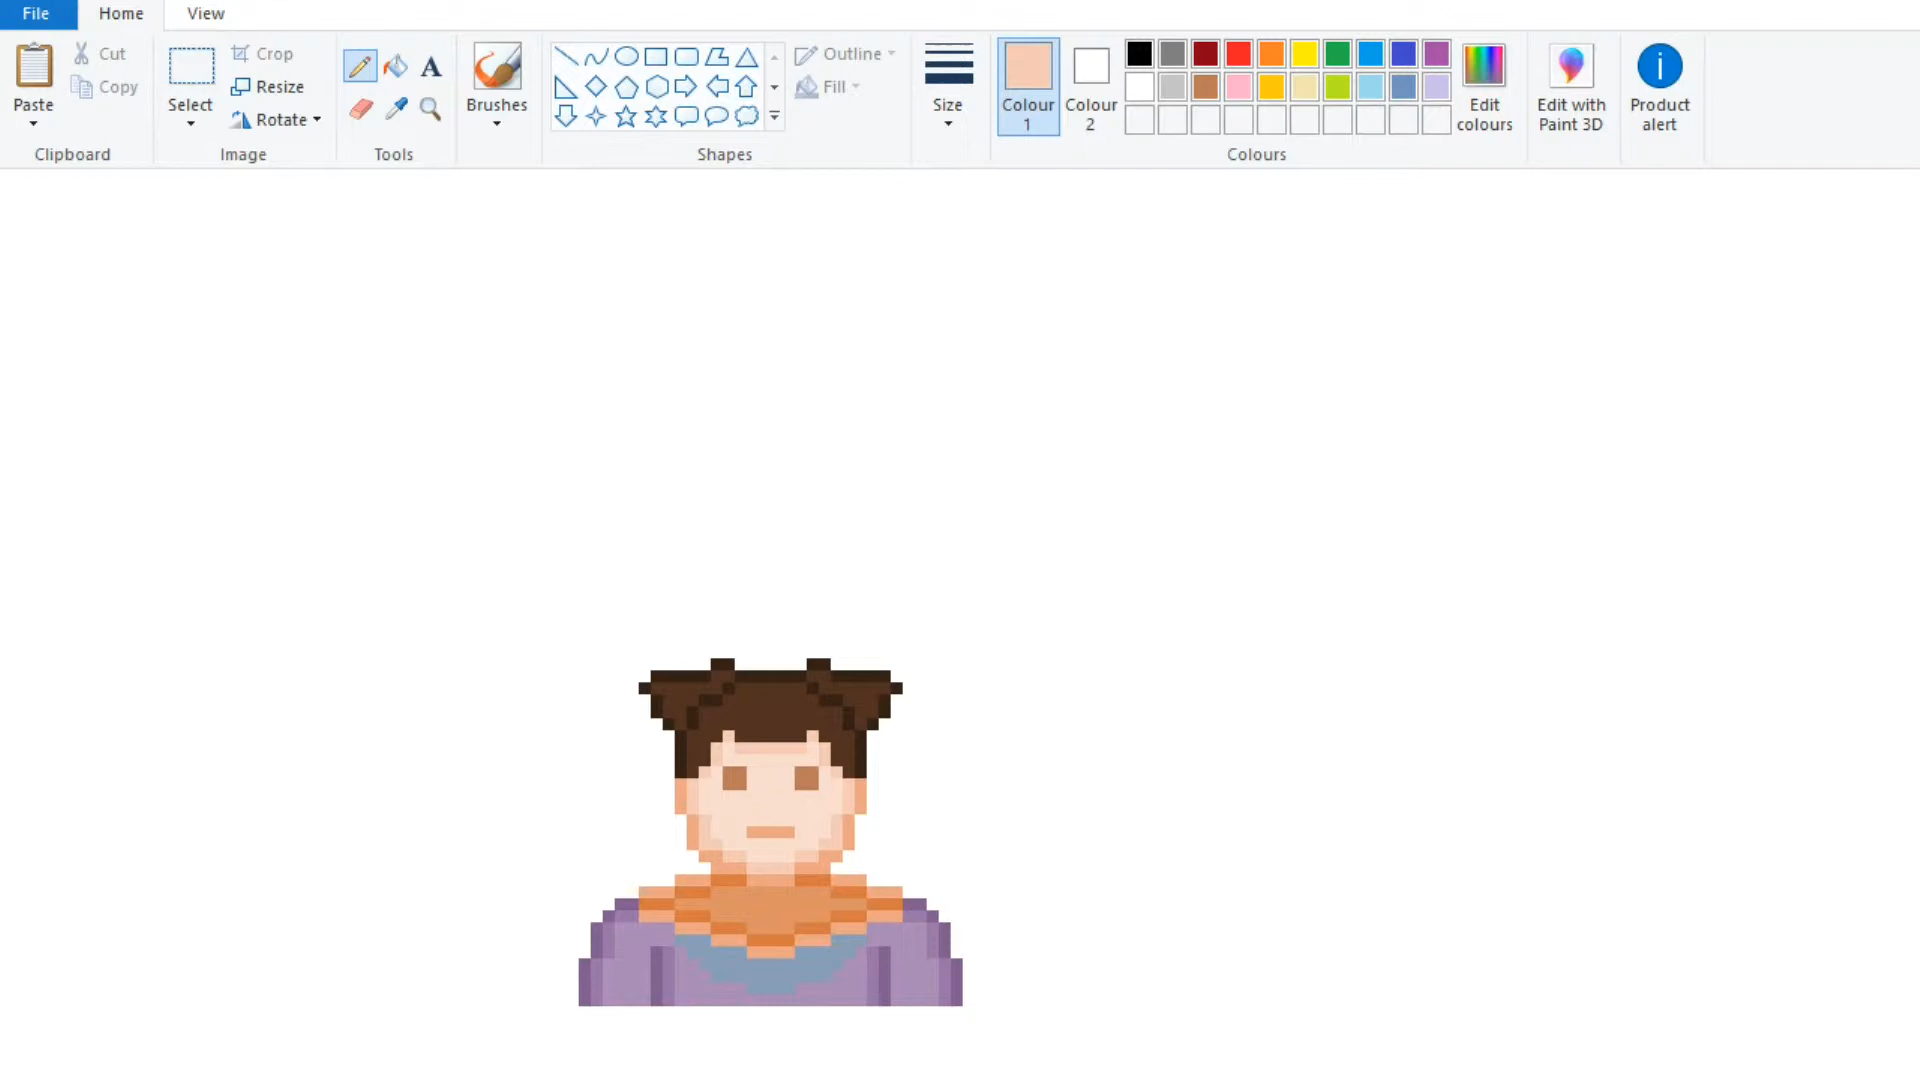 File Home View
Paste
Cut
Copy
Clipboard
Select
Crop
Resize
Rotate
Image
A
Tools
Brushes
Shapes
Outline
Fill
Size
Colour
1
Colour
2
Colours
Edit
colours
Edit with
Paint 3D
Product
alert